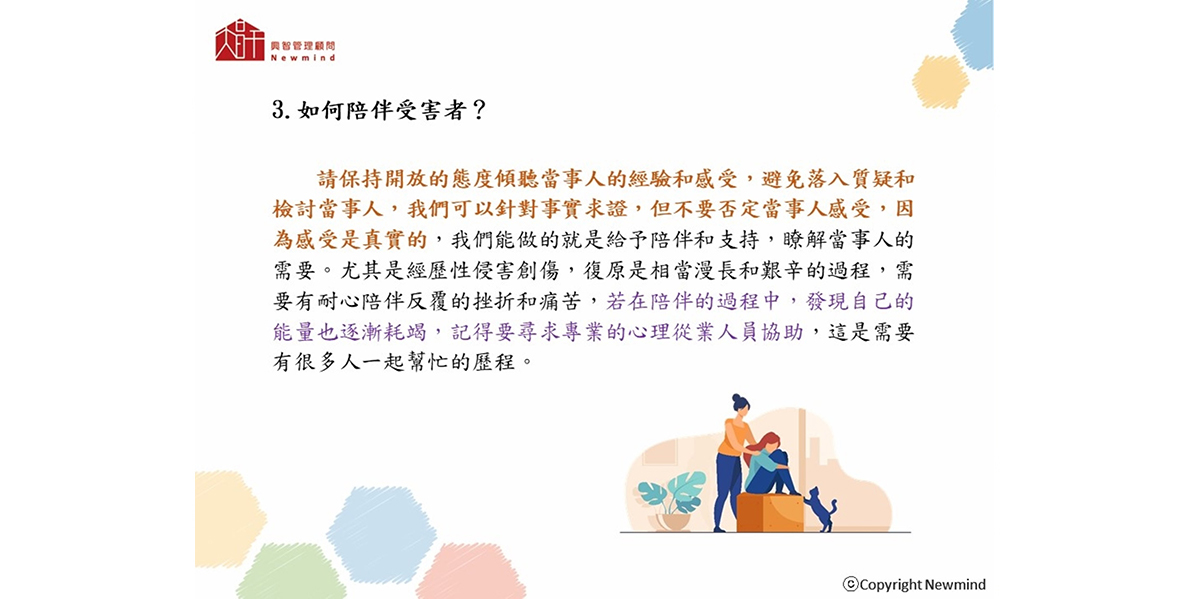 興智管理顧問
Newmind
3. 如何陪伴受害者？
請保持開放的態度傾聽當事人的經驗和感受，避免落入質疑和
檢討當事人，我們可以針對事實求證，但不要否定當事人感受，因
為感受是真實的，我們能做的就是給予陪伴和支持，瞭解當事人的
需要。尤其是經歷性侵害創傷，復原是相當漫長和艱辛的過程，需
要有耐心陪伴反覆的挫折和痛苦，若在陪伴的過程中，發現自己的
能量也逐漸耗竭，記得要尋求專業的心理從業人員協助，這是需要
有很多人一起幫忙的歷程。
ⓒCopyright Newmind